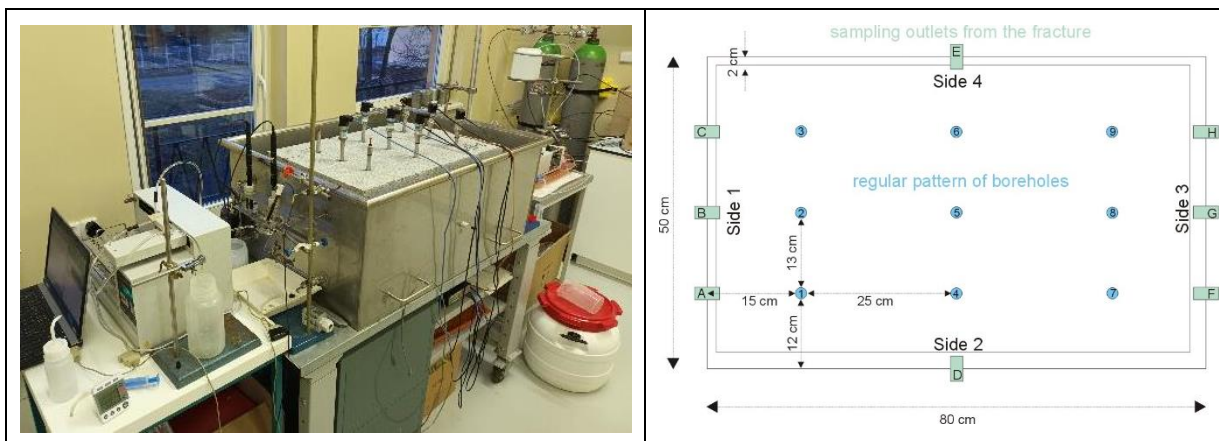 sampling outlets from the fracture
E
2 cm
Side 4
C
3
6
9
H
regular pattern of boreholes
50 cm
Side 1
Side 3
B
2
5
8
G
13 cm
A
1
4
7
F
15 cm
25 cm
12 cm
Side 2
D
80 cm